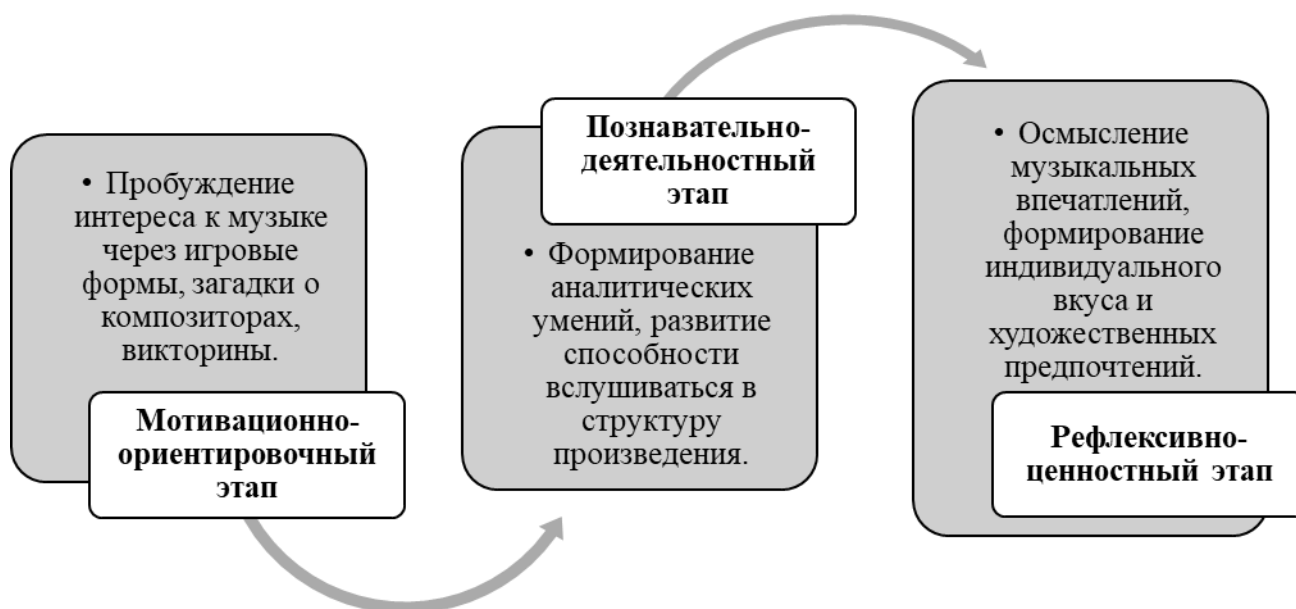 • Пробуждение
интереса к музыке
через игровые
формы, загадки о
композиторах,
викторины.
Мотивационно-
ориентировочный
этап
Познавательно-
деятельностный
этап
• Формирование
аналитических
умений, развитие
способности
вслушиваться в
структуру
произведения.
• Осмысление
музыкальных
впечатлений,
формирование
индивидуального
вкуса и
художественных
предпочтений.
Рефлексивно-
ценностный этап